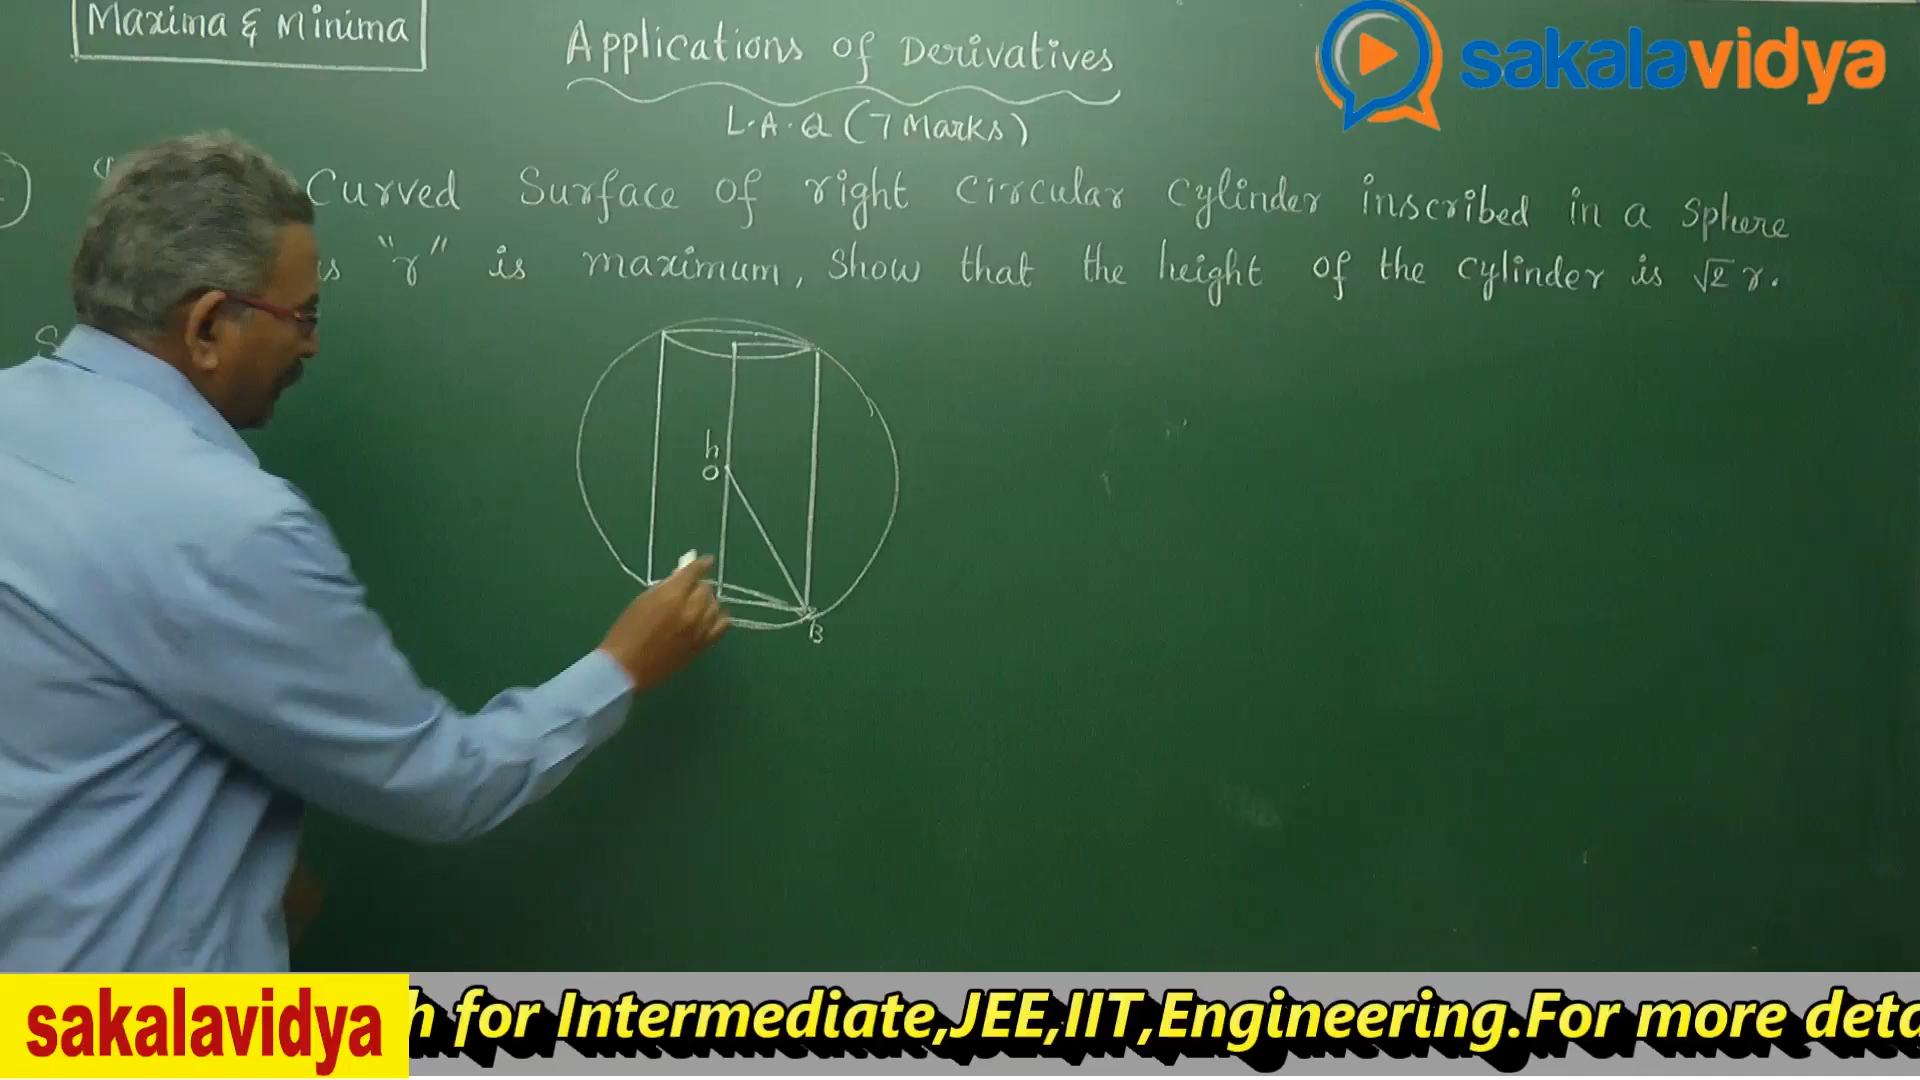 Maxima & Minima
Applications of Derivatives
sakalavidya
L.A.Q (7 Marks)
Curved Surface of right circular cylinder inscribed in a sphere
is "r" is maximum, show that the height of the cylinder is √2 r.
h
O
B
sakalavidya
h for Intermediate,JEE,IIT,Engineering.For more deta